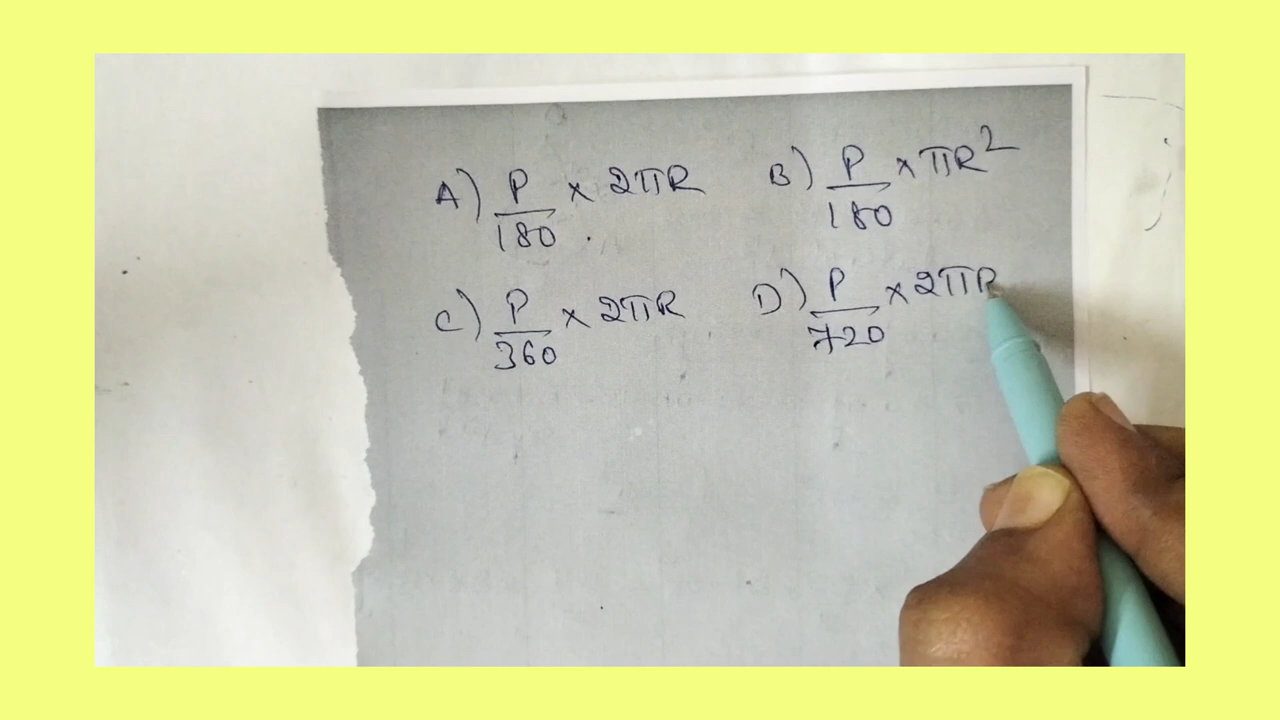 A) P/180 × 2πR B) P/180 × πR²
C) P/360 × 2πR D) P/720 × 2πR